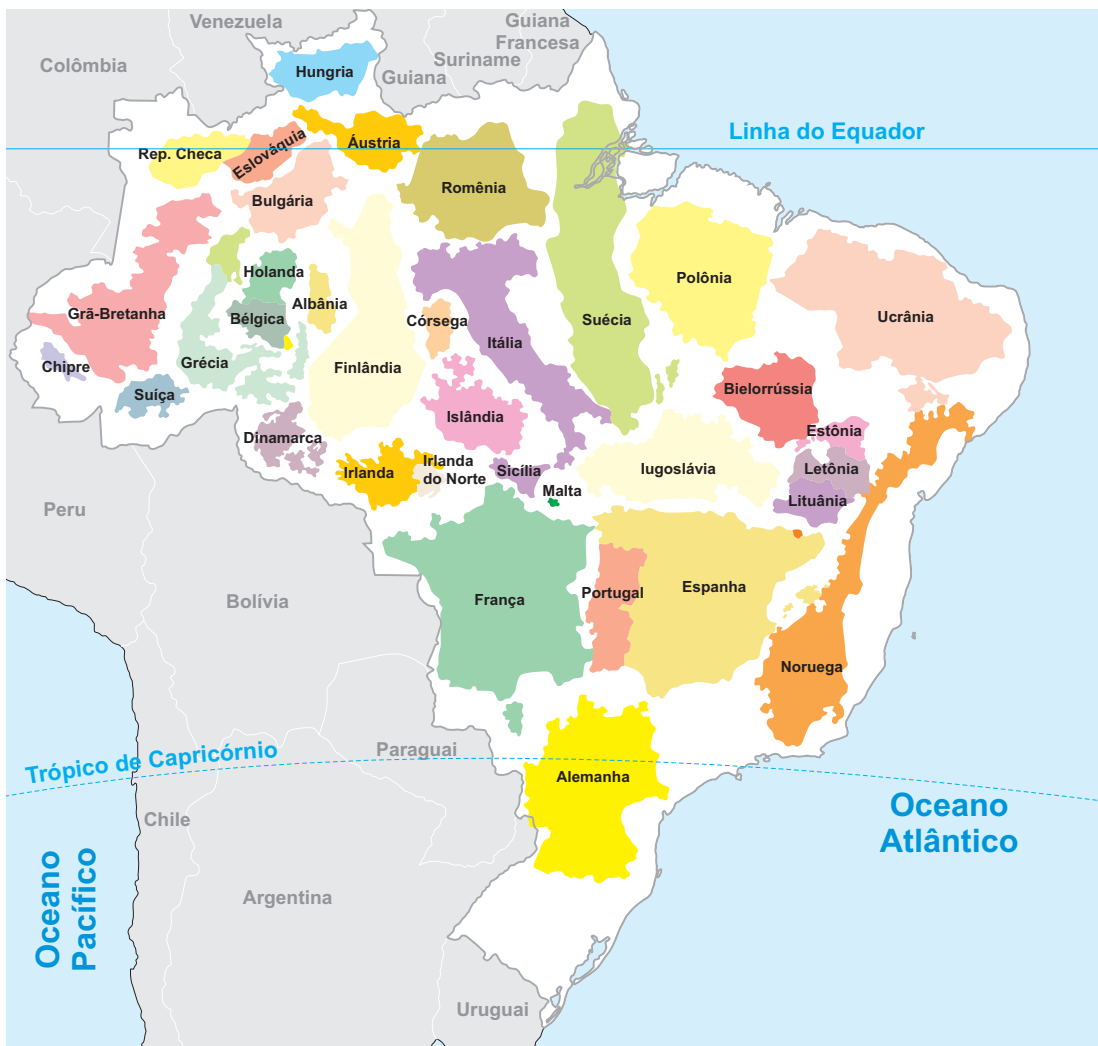 Venezuela
Guiana
Francesa
Colômbia
Suriname
Guiana
Hungria
Linha do Equador
Rep. Checa
Eslováquia
Áustria
Romênia
Bulgária
Holanda
Albânia
Polônia
Grã-Bretanha
Bélgica
Córsega
Itália
Suécia
Ucrânia
Chipre
Grécia
Finlândia
Suíça
Islândia
Bielorrússia
Dinamarca
Estônia
Irlanda
Irlanda
do Norte
Sicília
Iugoslávia
Letônia
Malta
Lituânia
Peru
Bolívia
França
Portugal
Espanha
Noruega
Paraguai
Trópico de Capricórnio
Alemanha
Chile
Oceano
Atlântico
Oceano
Pacífico
Argentina
Uruguai